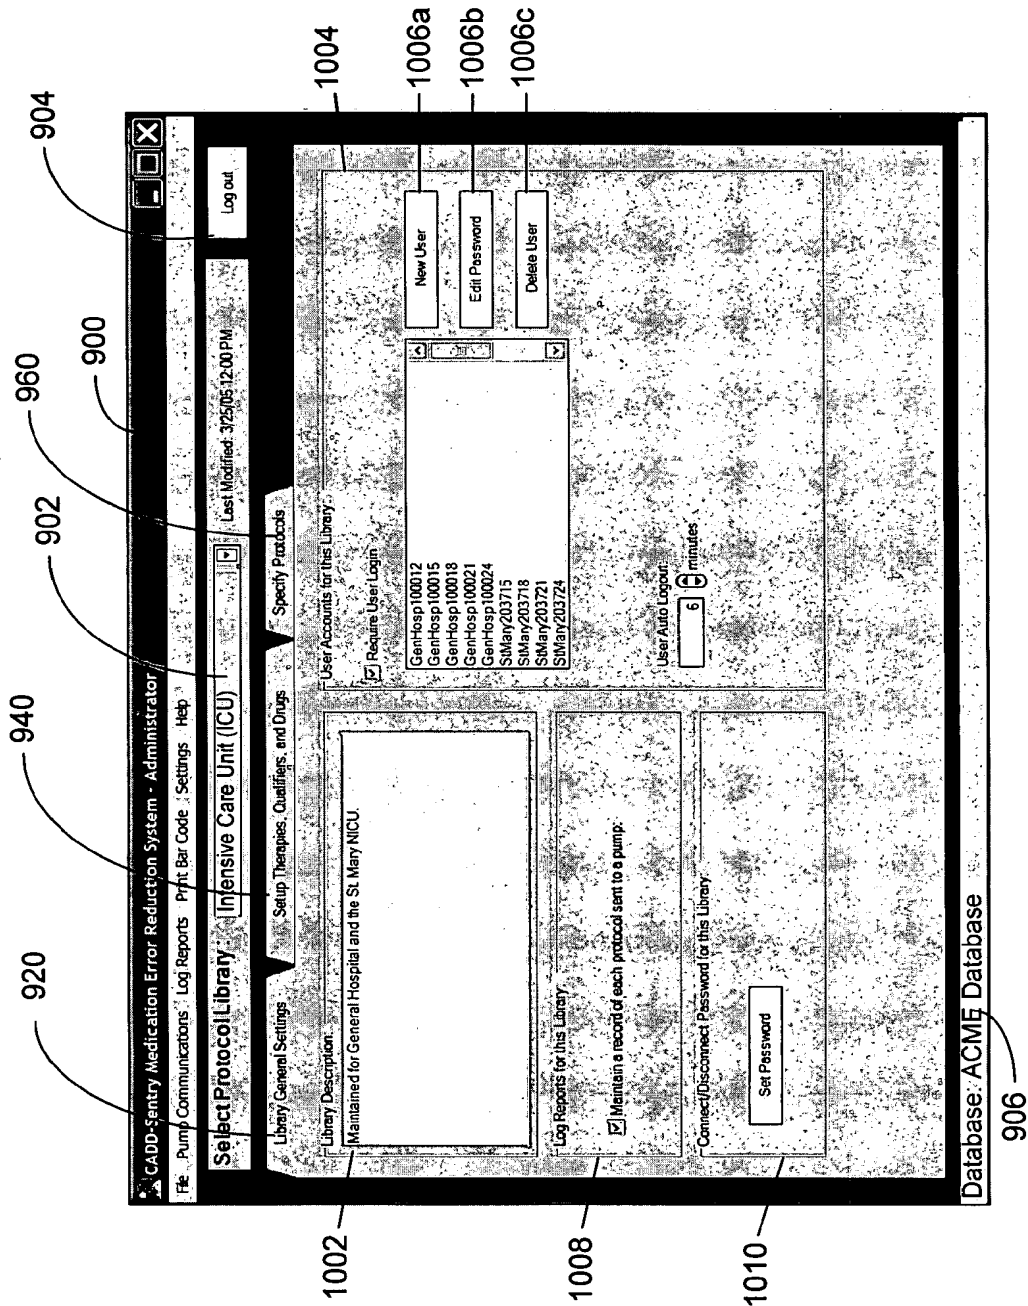 920
940
902
960
900
904
CADD-Sentry Medication Error Reduction System - Administrator
File Pump Communications Log Reports Print Bar Code Settings Help
Select Protocol Library: Intensive Care Unit (ICU) Last Modified: 3/25/05 12:00 PM Log out
Library General Settings Setup Therapies, Qualifiers, and Drugs Specify Protocols
1002
Library Description:
Maintained for General Hospital and the St. Mary NICU.
User Accounts for this Library:
1004
Require User Login
GenHosp100012
GenHosp100015
GenHosp100018
GenHosp100021
GenHosp100024
StMary203715
StMary203718
StMary203721
StMary203724
New User
1006a
Edit Password
1006b
Delete User
1006c
1008
Log Reports for this Library:
Maintain a record of each protocol sent to a pump:
User Auto Logout:
6 minutes
1010
Connect/Disconnect Password for this Library:
Set Password
Database: ACME Database
906